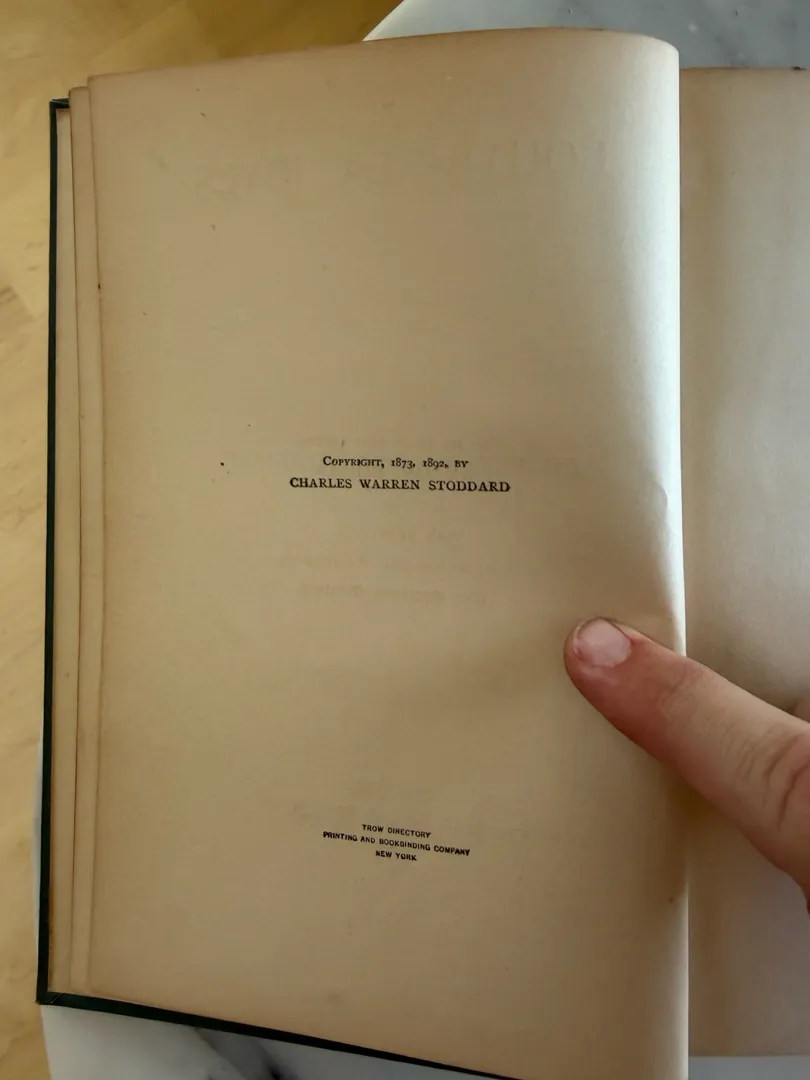 Copyright, 1873, 1892, by
CHARLES WARREN STODDARD
TROW DIRECTORY
PRINTING AND BOOKBINDING COMPANY
NEW YORK